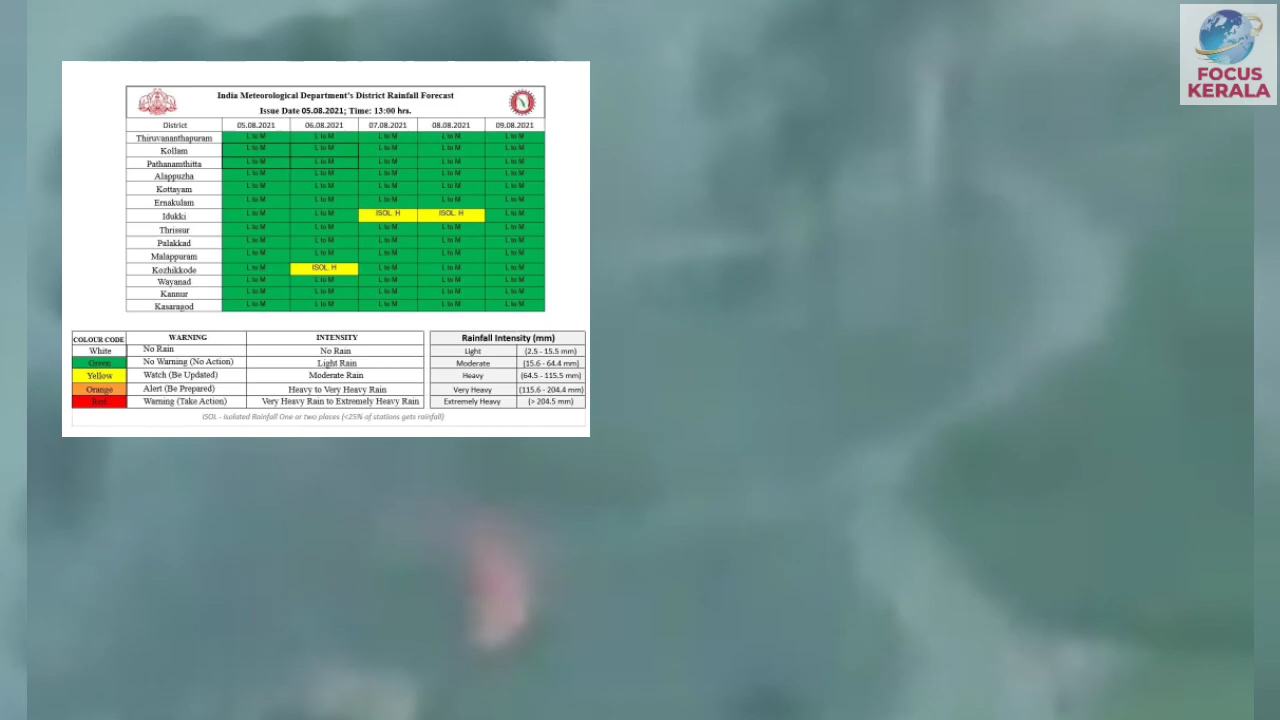 FOCUS
KERALA
India Meteorological Department's District Rainfall Forecast
Issue Date 05.08.2021; Time: 13:00 hrs.
District 05.08.2021 06.08.2021 07.08.2021 08.08.2021 09.08.2021
Thiruvananthapuram L to M L to M L to M L to M L to M
Kollam L to M L to M L to M L to M L to M
Pathanamthitta L to M L to M L to M L to M L to M
Alappuzha L to M L to M L to M L to M L to M
Kottayam L to M L to M L to M L to M L to M
Ernakulam L to M L to M L to M L to M L to M
Idukki L to M L to M ISOL. H ISOL. H L to M
Thrissur L to M L to M L to M L to M L to M
Palakkad L to M L to M L to M L to M L to M
Malappuram L to M L to M L to M L to M L to M
Kozhikkode L to M ISOL. H L to M L to M L to M
Wayanad L to M L to M L to M L to M L to M
Kannur L to M L to M L to M L to M L to M
Kasaragod L to M L to M L to M L to M L to M
COLOUR CODE WARNING INTENSITY
White No Rain No Rain
Green No Warning (No Action) Light Rain
Yellow Watch (Be Updated) Moderate Rain
Orange Alert (Be Prepared) Heavy to Very Heavy Rain
Red Warning (Take Action) Very Heavy Rain to Extremely Heavy Rain
Rainfall Intensity (mm)
Light (2.5 - 15.5 mm)
Moderate (15.6 - 64.4 mm)
Heavy (64.5 - 115.5 mm)
Very Heavy (115.6 - 204.4 mm)
Extremely Heavy (> 204.5 mm)
ISOL - Isolated Rainfall One or two places (<25% of stations gets rainfall)